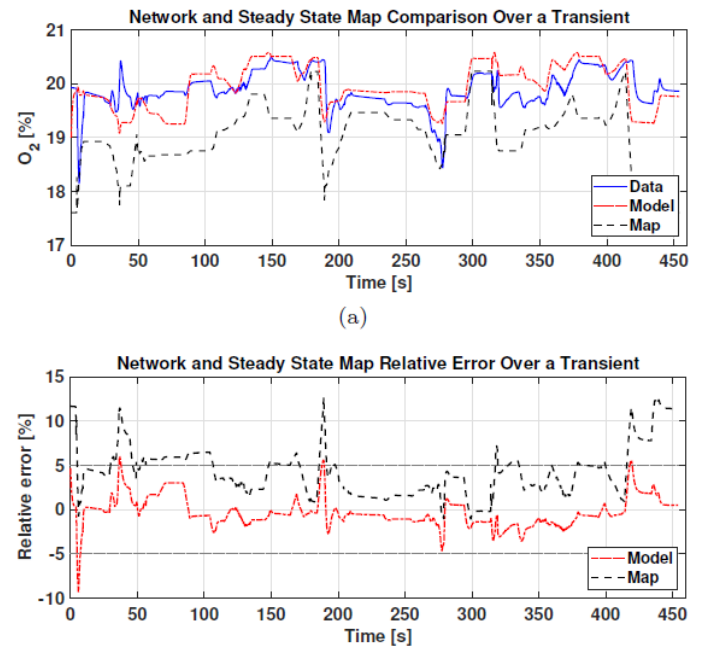 Network and Steady State Map Comparison Over a Transient
21
20
19
18
17
O2 [%]
Data
Model
Map
0 50 100 150 200 250 300 350 400 450
Time [s]
(a)
Network and Steady State Map Relative Error Over a Transient
15
10
5
0
-5
-10
Relative error [%]
Model
Map
0 50 100 150 200 250 300 350 400 450
Time [s]